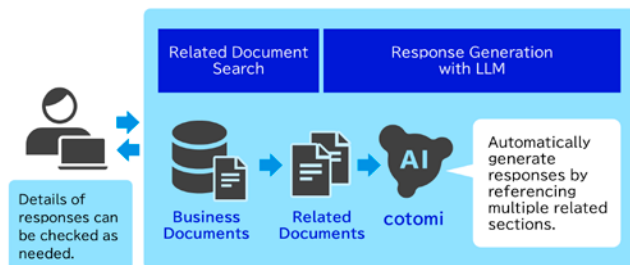 Related Document
Search
Response Generation
with LLM
AI
Automatically
generate
responses by
referencing
multiple related
sections.
Details of
responses can
be checked as
needed.
Business
Documents
Related
Documents
cotomi